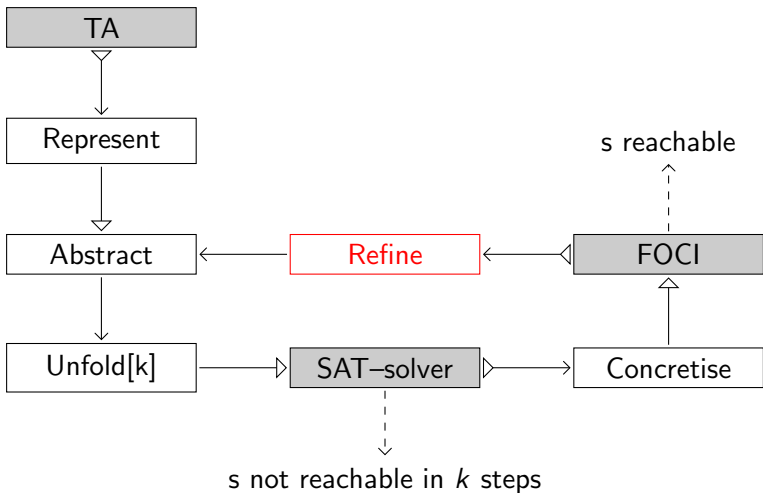 TA
Represent
s reachable
Abstract
Refine
FOCI
Unfold[k]
SAT–solver
Concretise
s not reachable in k steps